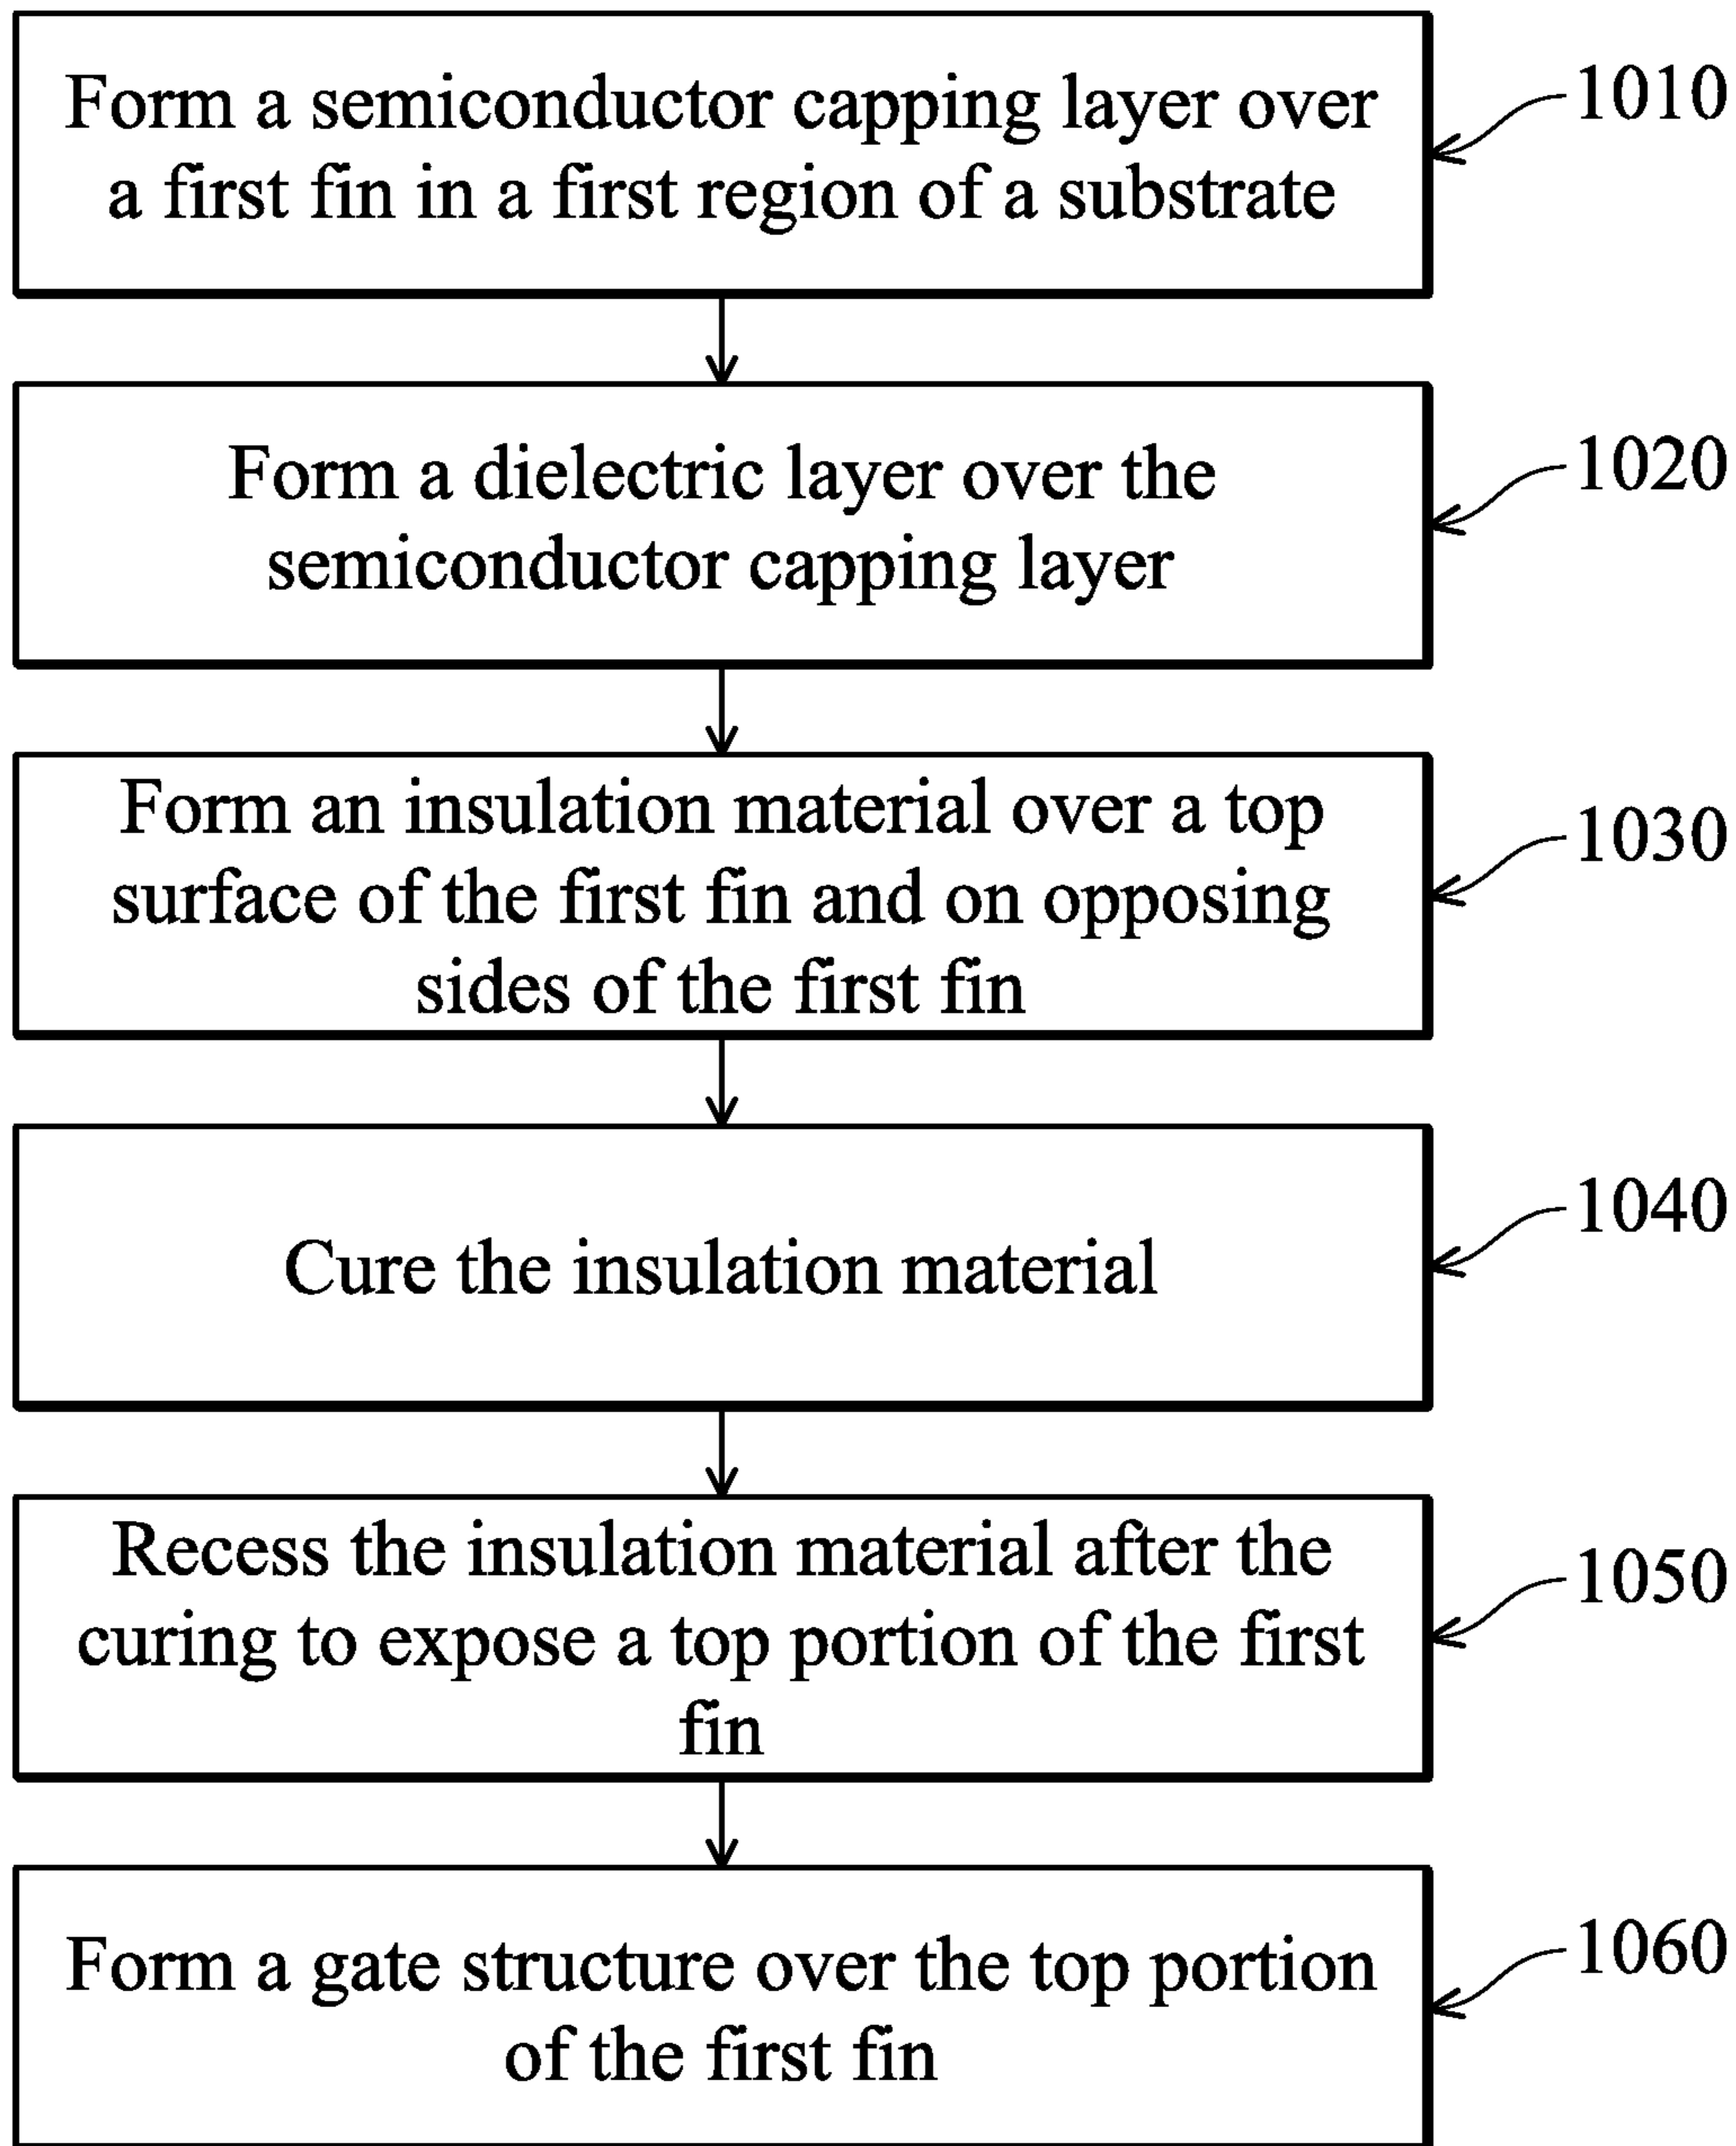 Form a semiconductor capping layer over
a first fin in a first region of a substrate
1010
Form a dielectric layer over the
semiconductor capping layer
1020
Form an insulation material over a top
surface of the first fin and on opposing
sides of the first fin
1030
Cure the insulation material
1040
Recess the insulation material after the
curing to expose a top portion of the first
fin
1050
Form a gate structure over the top portion
of the first fin
1060